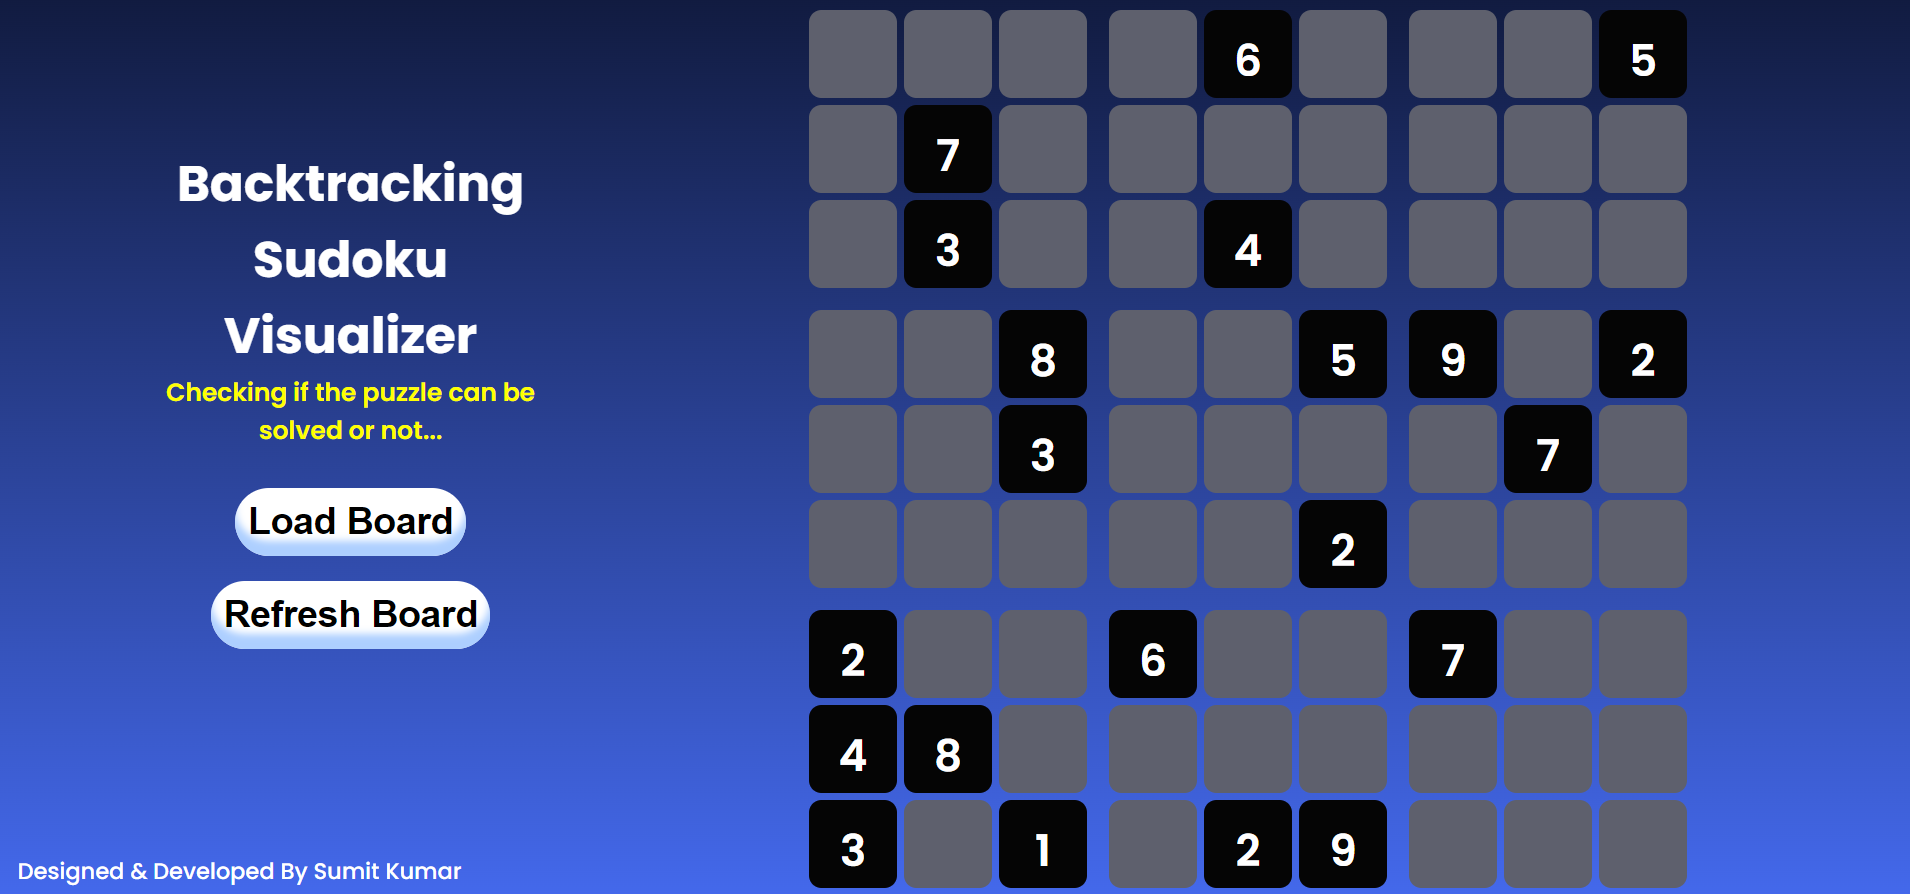 Backtracking
Sudoku
Visualizer
Checking if the puzzle can be
solved or not...
Load Board
Refresh Board
Designed & Developed By Sumit Kumar
6 5
7
3 4
8 5 9 2
3 7
2
2 6 7
4 8
3 1 2 9